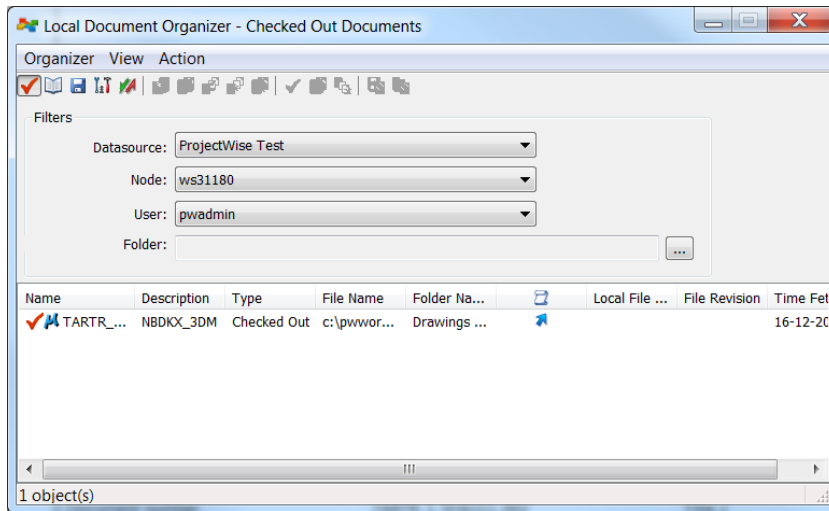 Local Document Organizer - Checked Out Documents
Organizer View Action
Filters
Datasource: ProjectWise Test
Node: ws31180
User: pwadmin
Folder:
...
Name Description Type File Name Folder Na... Local File ... File Revision Time Fet
TARTR_... NBDKX_3DM Checked Out c:\pwwor... Drawings ... 16-12-20
1 object(s)